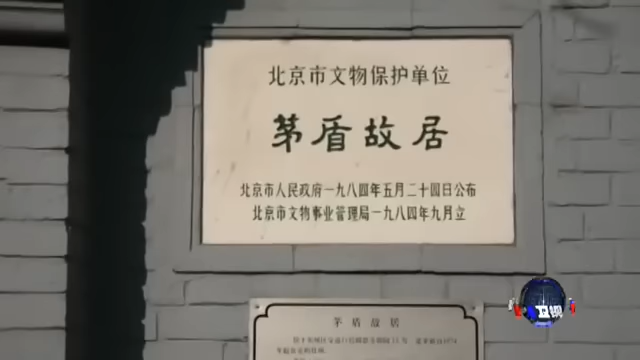 北京市文物保护单位
茅盾故居
北京市人民政府一九八四年五月二十四日公布
北京市文物事业管理局一九八四年九月立
茅盾故居
卫视